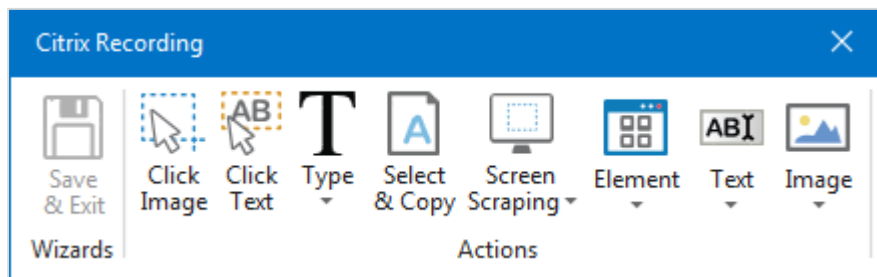 Citrix Recording
AB
T
A
ABI
Save
& Exit
Click
Image
Click
Text
Type
Select
& Copy
Screen
Scraping
Element
Text
Image
Wizards
Actions